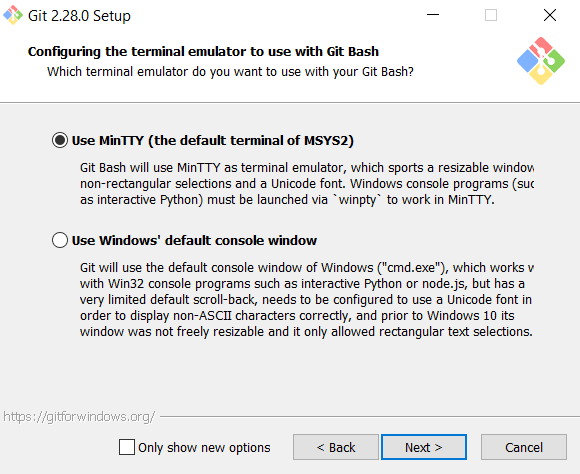 Git 2.28.0 Setup
Configuring the terminal emulator to use with Git Bash
Which terminal emulator do you want to use with your Git Bash?
Use MinTTY (the default terminal of MSYS2)
Git Bash will use MinTTY as terminal emulator, which sports a resizable window
non-rectangular selections and a Unicode font. Windows console programs (suc
as interactive Python) must be launched via `winpty` to work in MinTTY.
Use Windows' default console window
Git will use the default console window of Windows ("cmd.exe"), which works w
with Win32 console programs such as interactive Python or node.js, but has a
very limited default scroll-back, needs to be configured to use a Unicode font in
order to display non-ASCII characters correctly, and prior to Windows 10 its
window was not freely resizable and it only allowed rectangular text selections.
https://gitforwindows.org/
Only show new options
< Back
Next >
Cancel